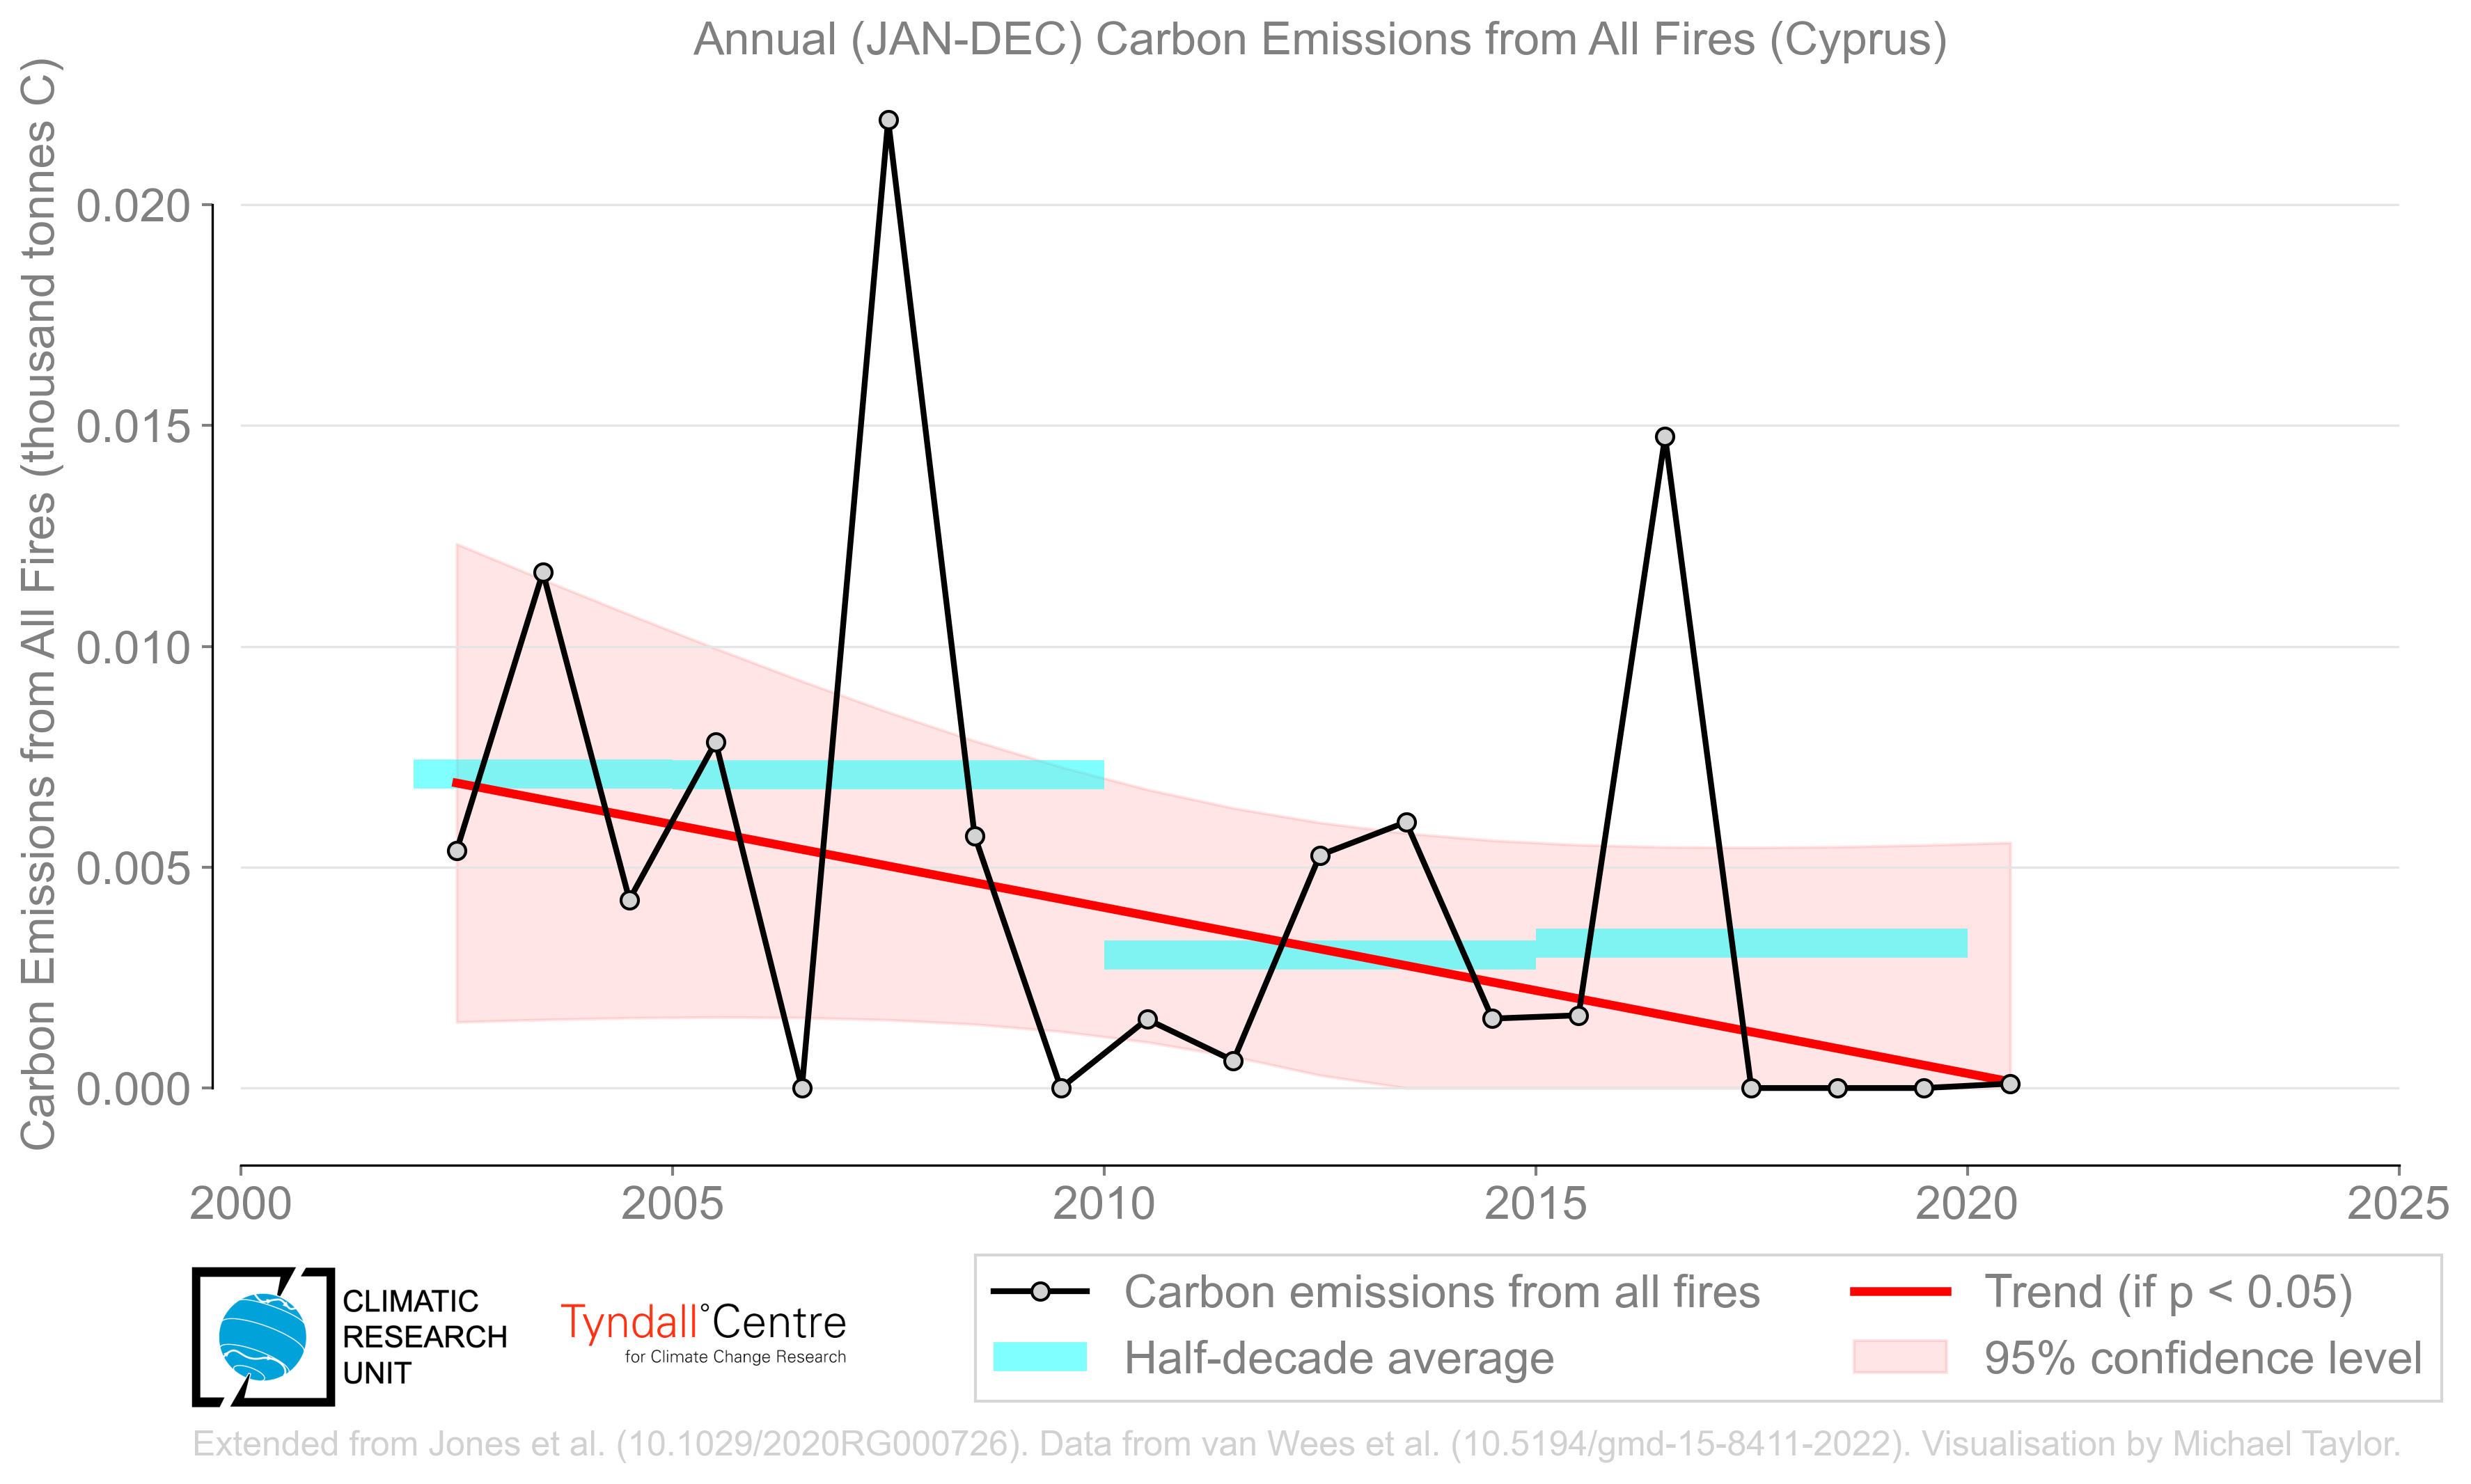 Annual (JAN-DEC) Carbon Emissions from All Fires (Cyprus)
Carbon Emissions from All Fires (thousand tonnes C)
0.020
0.015
0.010
0.005
0.000
2000 2005 2010 2015 2020 2025
CLIMATIC
RESEARCH
UNIT
Tyndall°Centre
for Climate Change Research
Carbon emissions from all fires
Half-decade average
Trend (if p < 0.05)
95% confidence level
Extended from Jones et al. (10.1029/2020RG000726). Data from van Wees et al. (10.5194/gmd-15-8411-2022). Visualisation by Michael Taylor.